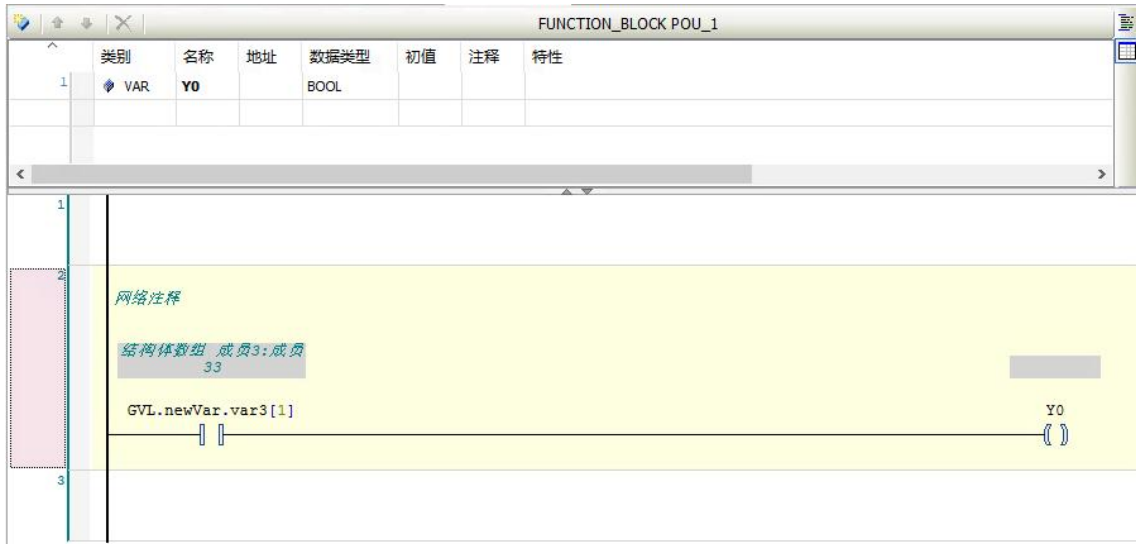 FUNCTION_BLOCK POU_1
类别 名称 地址 数据类型 初值 注释 特性
1 VAR Y0 BOOL
1
2
网络注释
结构体数组 成员3:成员
33
GVL.newVar.var3[1] Y0
3